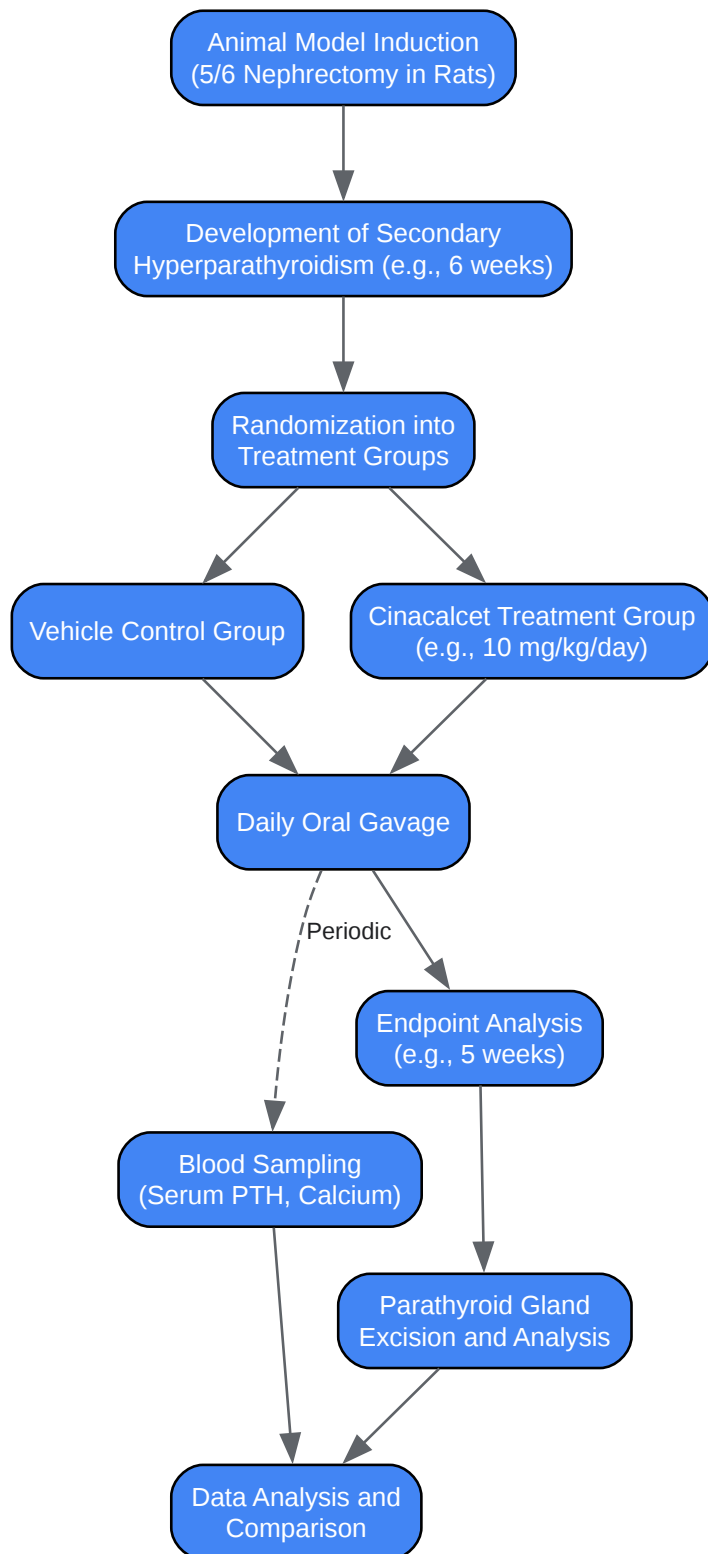 Animal Model Induction
(5/6 Nephrectomy in Rats)
Development of Secondary
Hyperparathyroidism (e.g., 6 weeks)
Randomization into
Treatment Groups
Vehicle Control Group
Cinacalcet Treatment Group
(e.g., 10 mg/kg/day)
Daily Oral Gavage
Periodic
Endpoint Analysis
(e.g., 5 weeks)
Blood Sampling
(Serum PTH, Calcium)
Parathyroid Gland
Excision and Analysis
Data Analysis and
Comparison